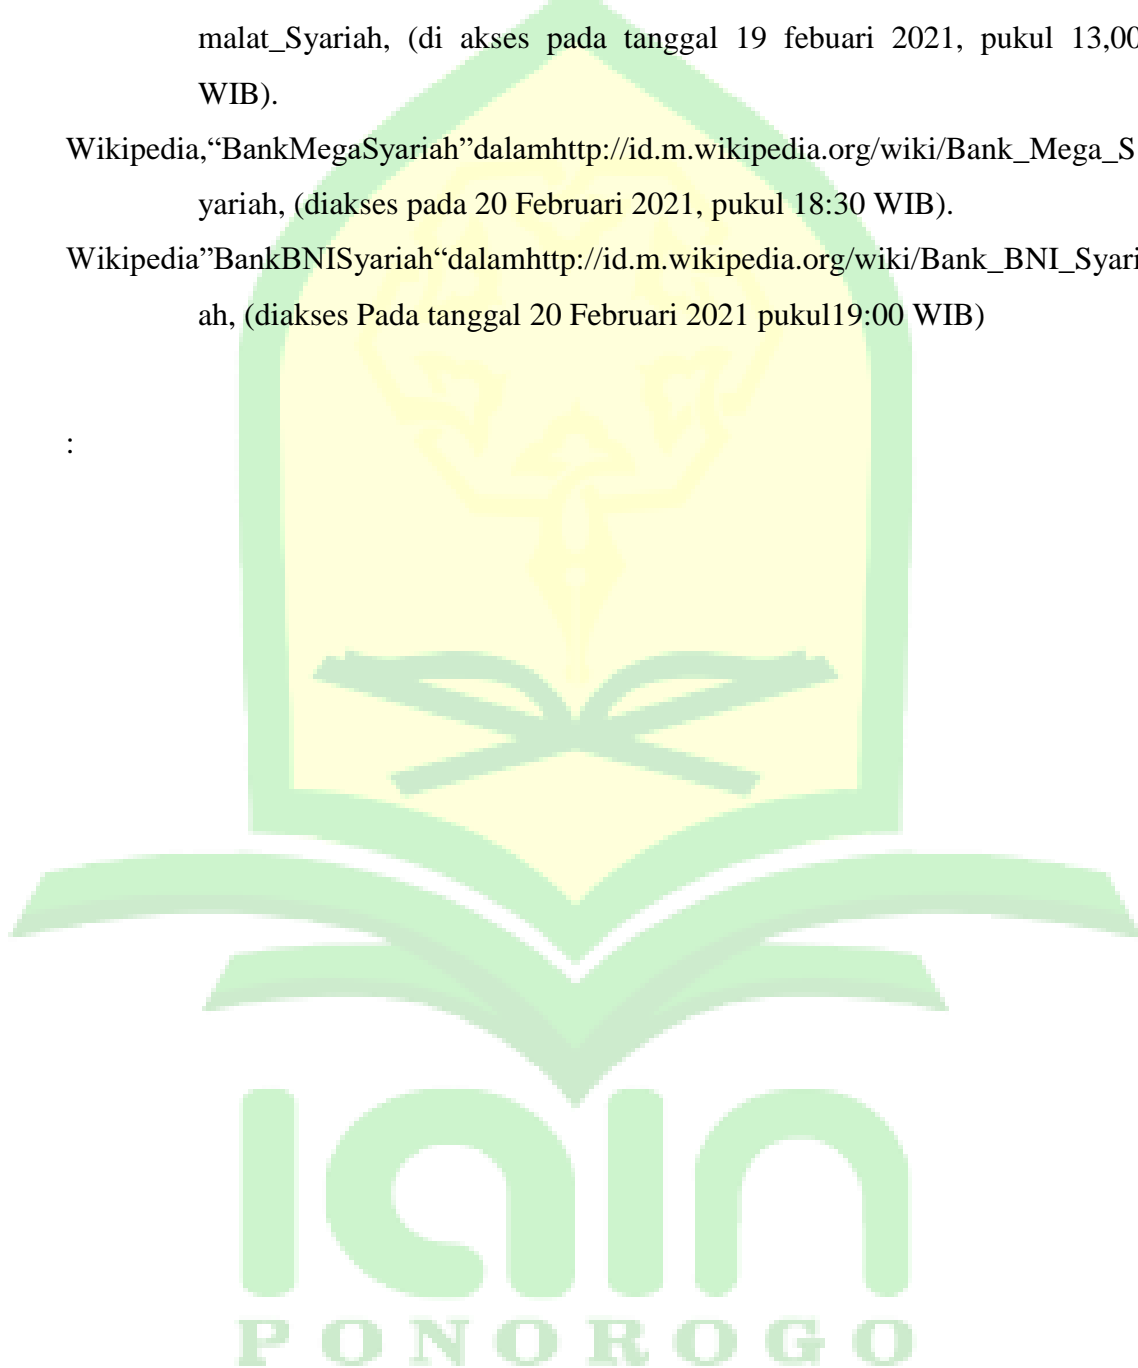 malat_Syariah, (di akses pada tanggal 19 febuari 2021, pukul 13,00
WIB).
Wikipedia,“BankMegaSyariah”dalamhttp://id.m.wikipedia.org/wiki/Bank_Mega_S
yariah, (diakses pada 20 Februari 2021, pukul 18:30 WIB).
Wikipedia”BankBNISyariah“dalamhttp://id.m.wikipedia.org/wiki/Bank_BNI_Syari
ah, (diakses Pada tanggal 20 Februari 2021 pukul19:00 WIB)
:
iain
PONOROGO